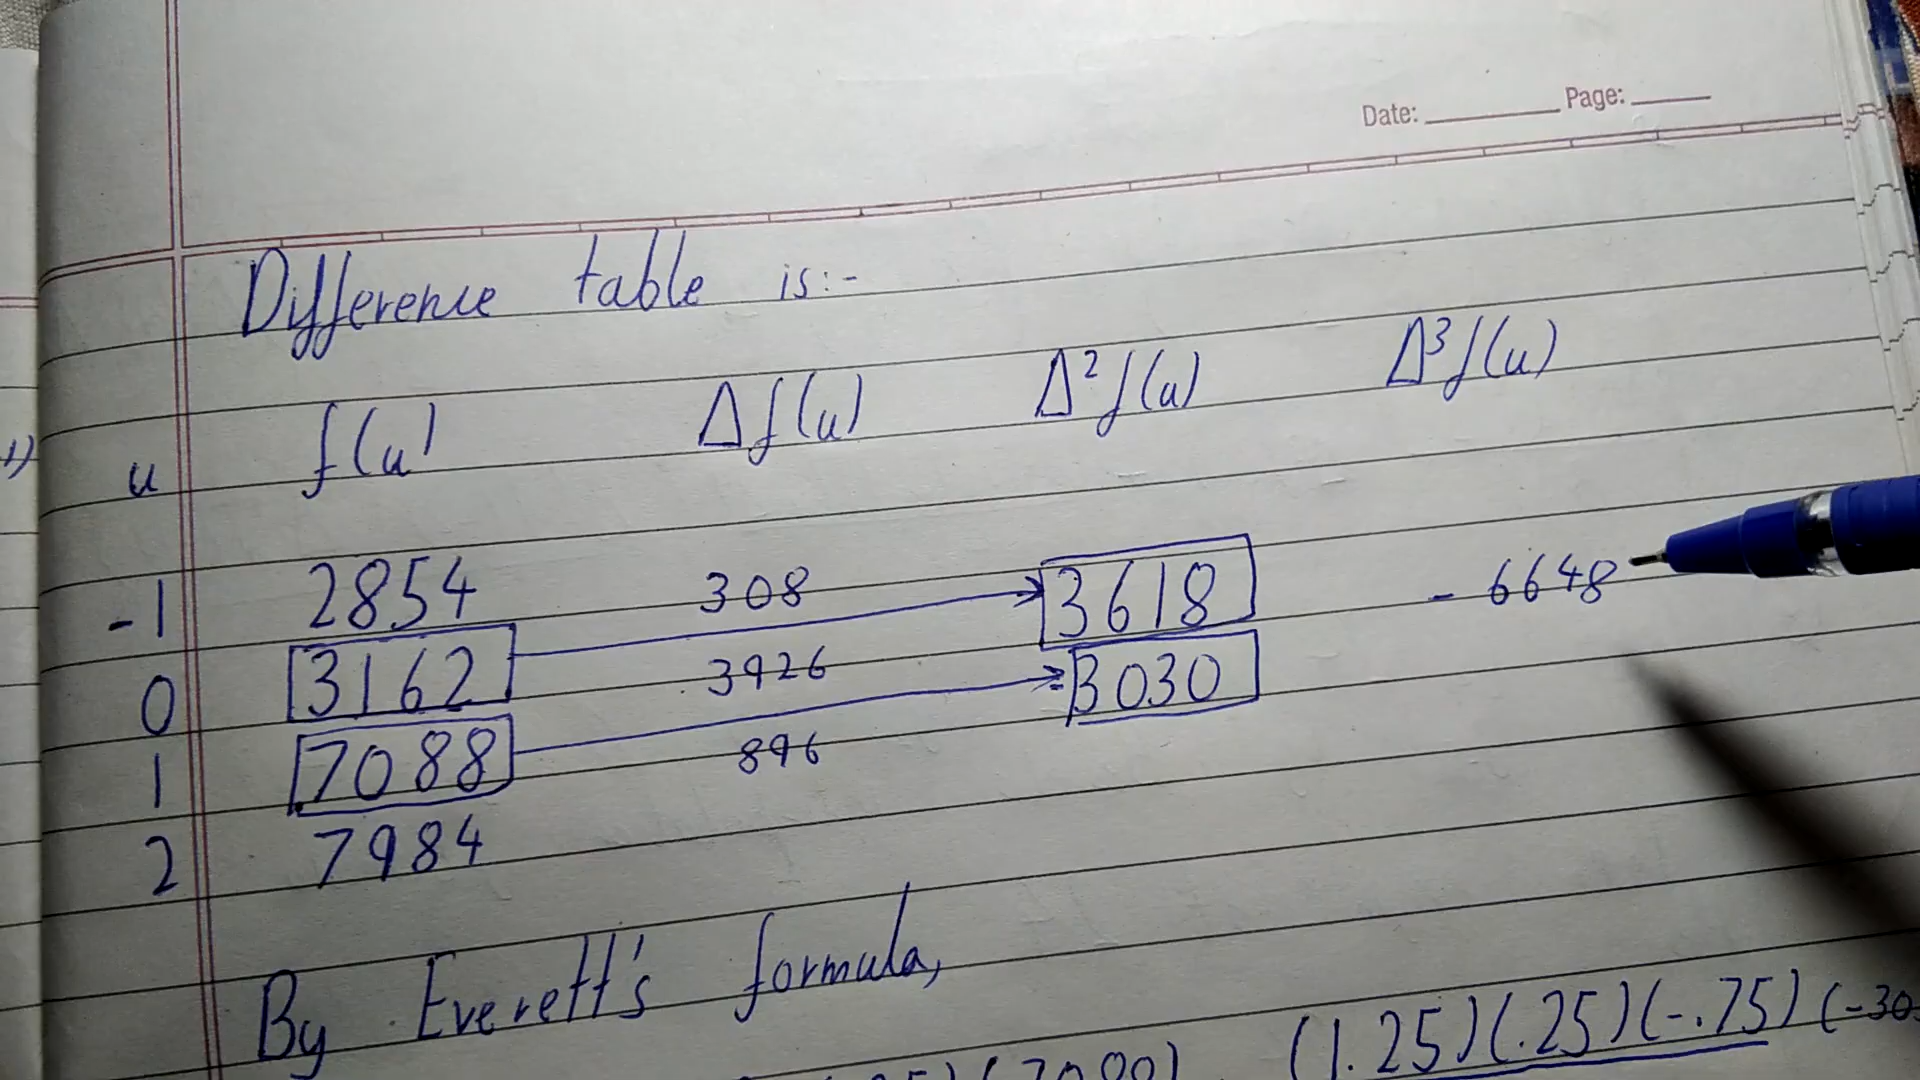 Date: Page:
Difference table is:-
u f(u) Δf(u) Δ²f(u) Δ³f(u)
-1 2854 308 3618 - 6648
0 3162 3926 -3030
1 7088 896
2 7984
By Everett's formula,
(1.25)(.25)(-.75)(-30